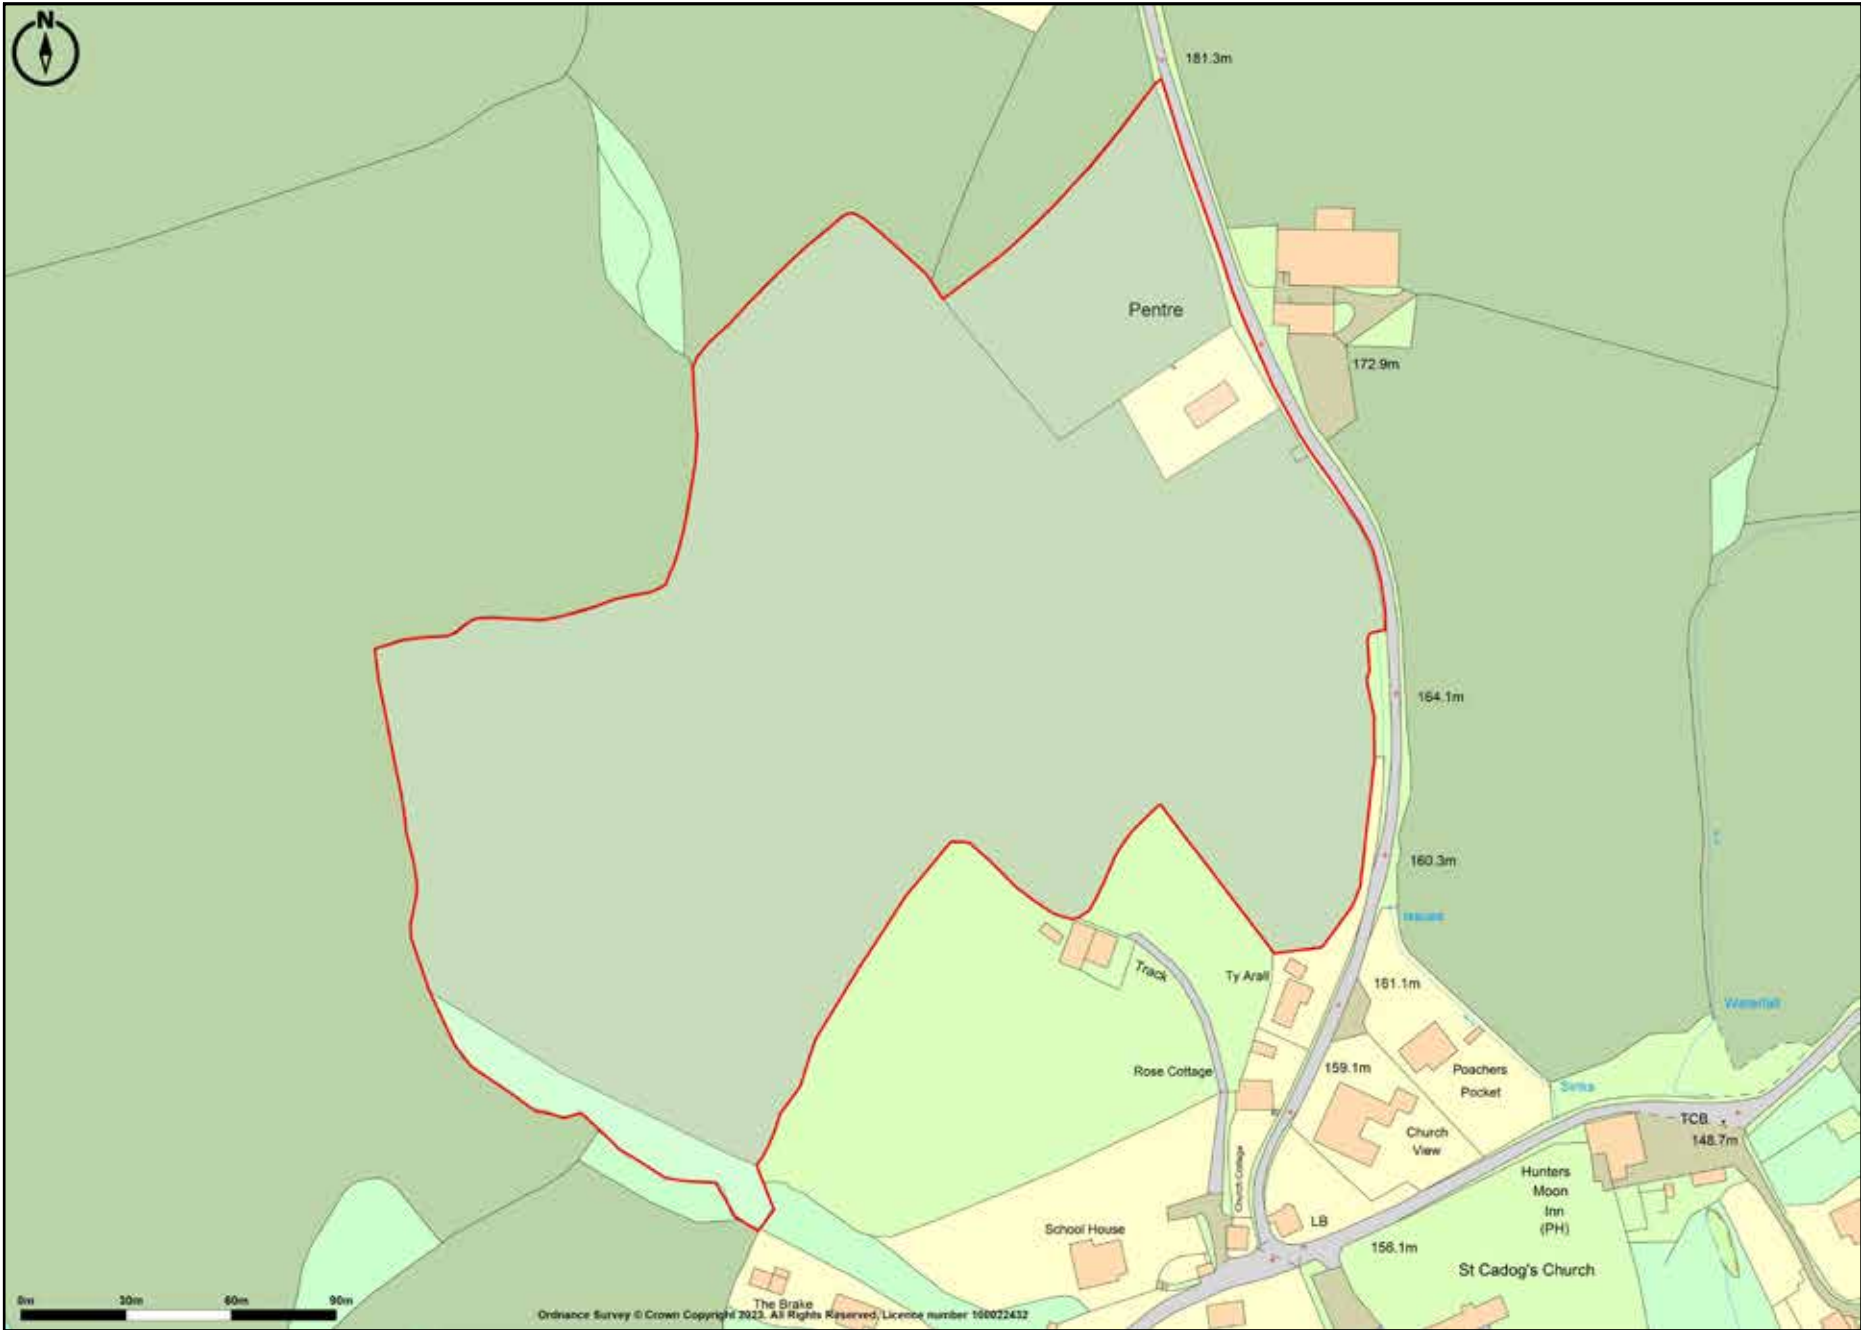 N
181.3m
Pentre
172.9m
164.1m
160.3m
Issues
Track
Ty Arall
161.1m
Waterfall
Rose Cottage
159.1m
Poachers
Pocket
Sinks
TCB
148.7m
Church
View
Church Cottage
Hunters
Moon
Inn
(PH)
LB
School House
156.1m
St Cadog's Church
The Brake
0m 30m 60m 90m
Ordnance Survey © Crown Copyright 2023. All Rights Reserved. Licence number 100022432